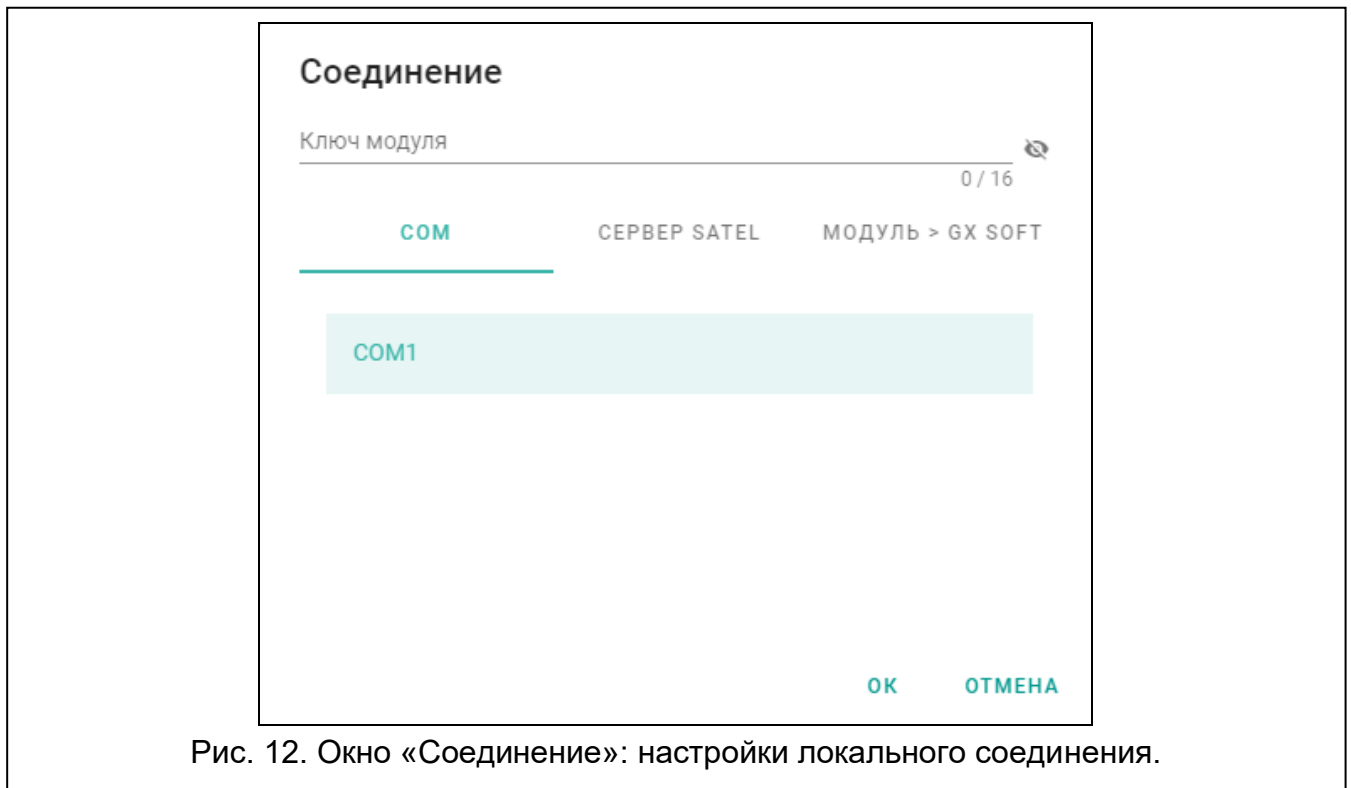 Соединение
Ключ модуля
0 / 16
COM СЕРВЕР SATEL МОДУЛЬ > GX SOFT
COM1
ОК ОТМЕНА
Рис. 12. Окно «Соединение»: настройки локального соединения.